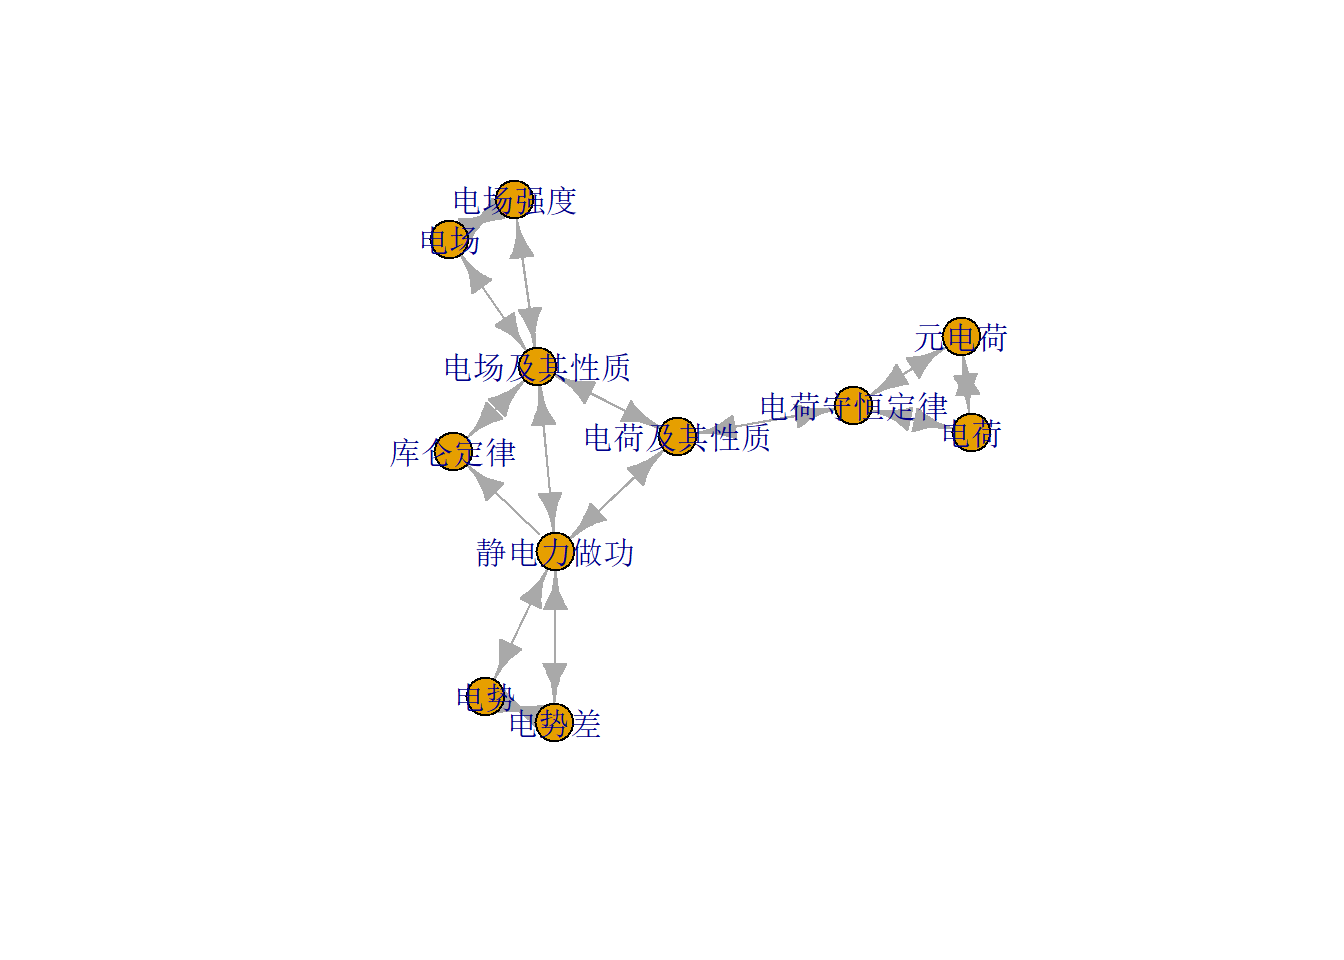 电场强度
电场
元电荷
电场及其性质
电荷守恒定律
电荷
电荷及其性质
库仑定律
静电力做功
电势
电势差